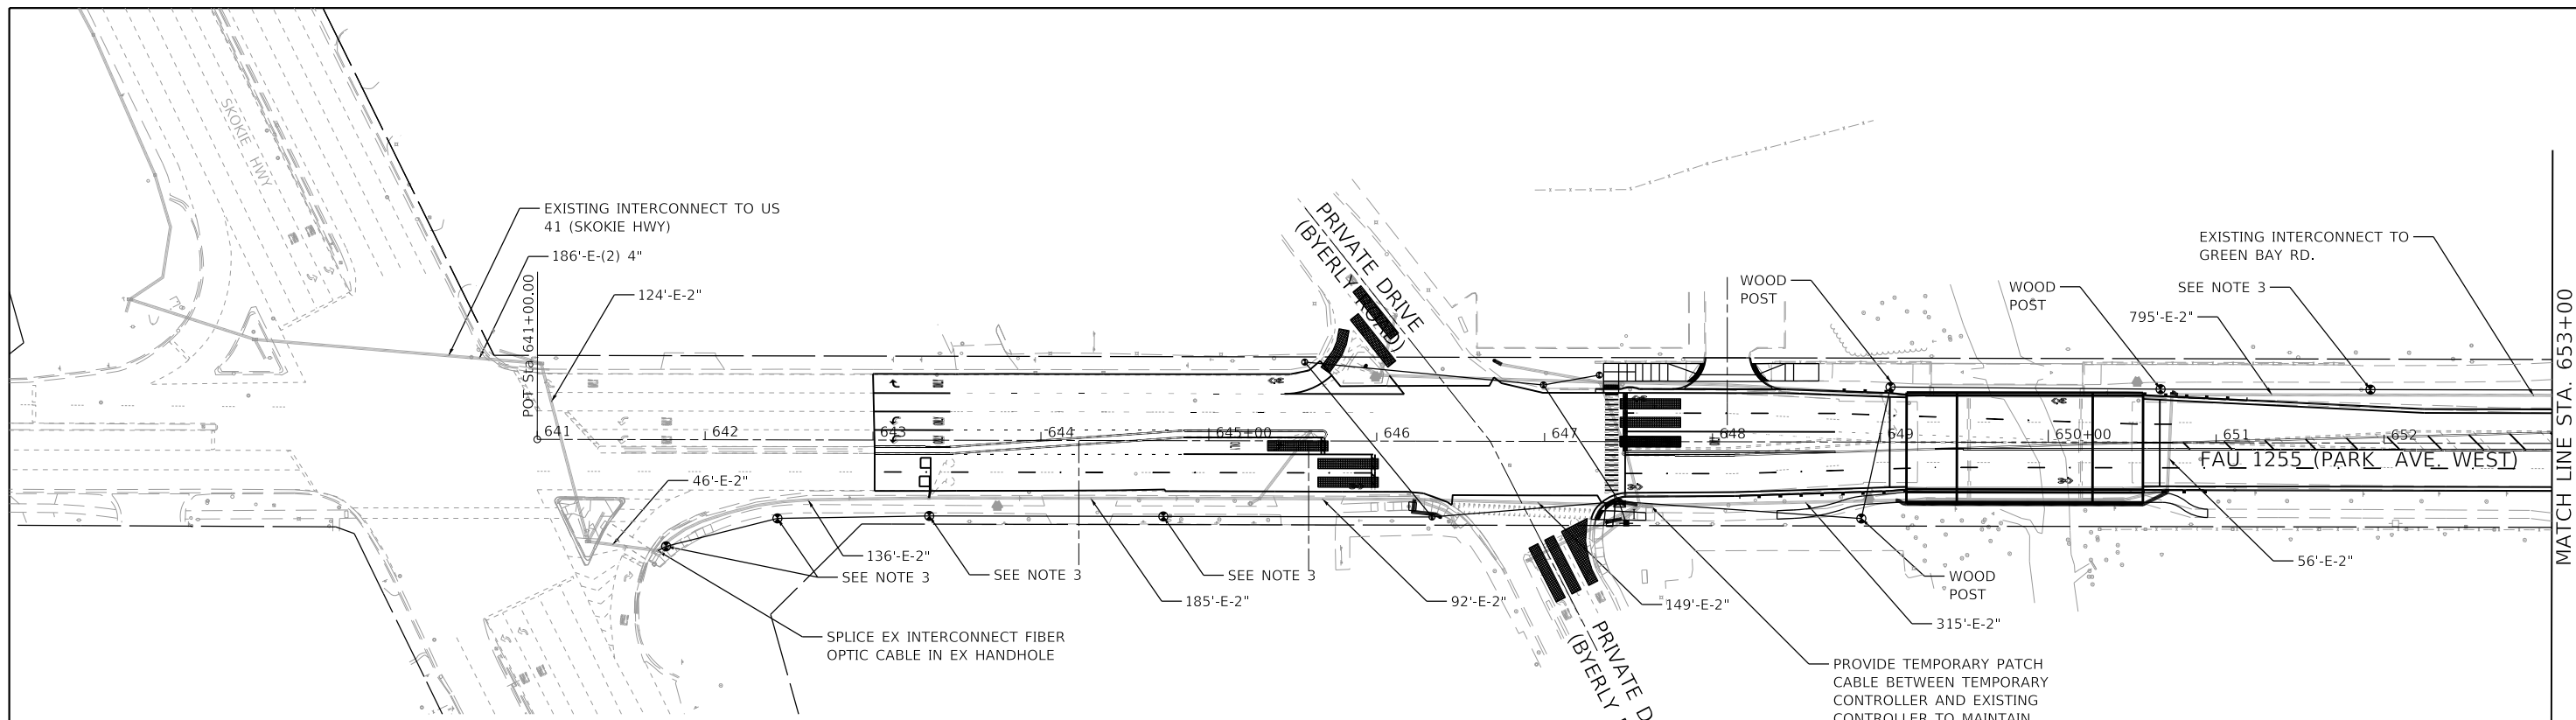 SKOKIE HWY
EXISTING INTERCONNECT TO US
41 (SKOKIE HWY)
186'-E-(2) 4"
124'-E-2"
POT Sta 641+00.00
PRIVATE DRIVE
(BYERLY ROAD)
WOOD
POST
WOOD
POST
EXISTING INTERCONNECT TO
GREEN BAY RD.
SEE NOTE 3
795'-E-2"
MATCH LINE STA. 653+00
641
642
643
644
645+00
646
647
648
649
650+00
651
652
FAU 1255 (PARK AVE. WEST)
46'-E-2"
136'-E-2"
SEE NOTE 3
SEE NOTE 3
SEE NOTE 3
185'-E-2"
92'-E-2"
149'-E-2"
WOOD
POST
315'-E-2"
56'-E-2"
SPLICE EX INTERCONNECT FIBER
OPTIC CABLE IN EX HANDHOLE
PRIVATE D
(BYERLY
PROVIDE TEMPORARY PATCH
CABLE BETWEEN TEMPORARY
CONTROLLER AND EXISTING
CONTROLLER TO MAINTAIN